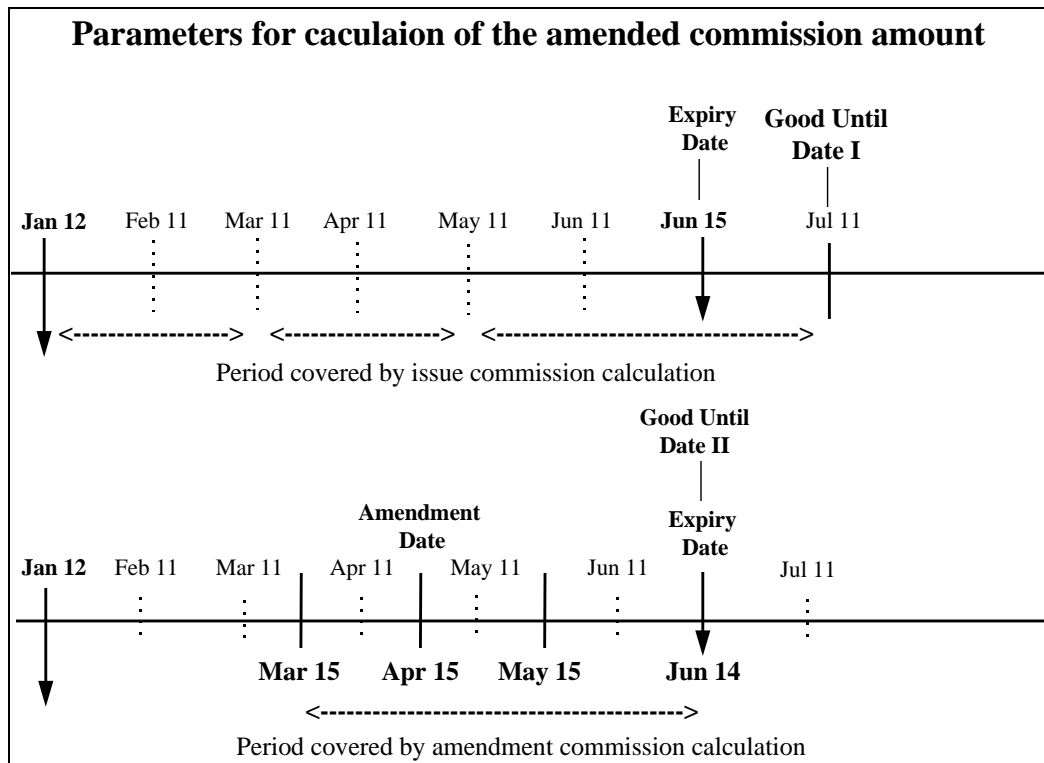 Parameters for caculaion of the amended commission amount
Expiry
Date
Good Until
Date I
Jan 12 Feb 11 Mar 11 Apr 11 May 11 Jun 11 Jun 15 Jul 11
Period covered by issue commission calculation
Good Until
Date II
Amendment
Date
Expiry
Date
Jan 12 Feb 11 Mar 11 Apr 11 May 11 Jun 11 Jul 11
Mar 15 Apr 15 May 15 Jun 14
Period covered by amendment commission calculation